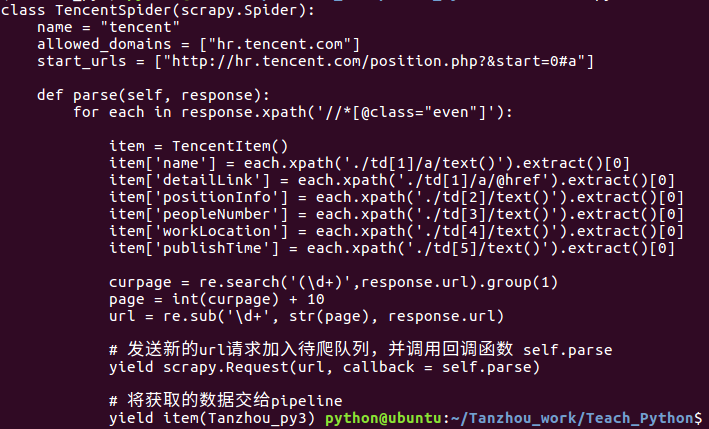 class TencentSpider(scrapy.Spider):
    name = "tencent"
    allowed_domains = ["hr.tencent.com"]
    start_urls = ["http://hr.tencent.com/position.php?&start=0#a"]

    def parse(self, response):
        for each in response.xpath('//*[@class="even"]'):

            item = TencentItem()
            item['name'] = each.xpath('./td[1]/a/text()').extract()[0]
            item['detailLink'] = each.xpath('./td[1]/a/@href').extract()[0]
            item['positionInfo'] = each.xpath('./td[2]/text()').extract()[0]
            item['peopleNumber'] = each.xpath('./td[3]/text()').extract()[0]
            item['workLocation'] = each.xpath('./td[4]/text()').extract()[0]
            item['publishTime'] = each.xpath('./td[5]/text()').extract()[0]

            curpage = re.search('(\d+)',response.url).group(1)
            page = int(curpage) + 10
            url = re.sub('\d+', str(page), response.url)

            # 发送新的url请求加入待爬队列，并调用回调函数 self.parse
            yield scrapy.Request(url, callback = self.parse)

            # 将获取的数据交给pipeline
            yield item(Tanzhou_py3) python@ubuntu:~/Tanzhou_work/Teach_Python$